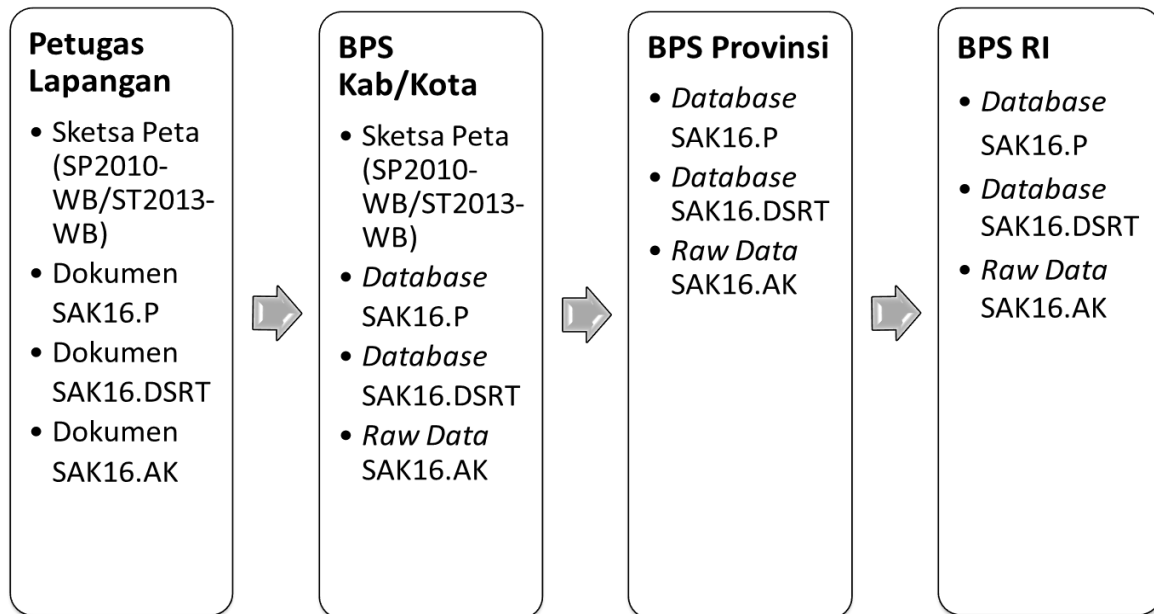 Petugas
Lapangan
• Sketsa Peta
(SP2010-
WB/ST2013-
WB)
• Dokumen
SAK16.P
• Dokumen
SAK16.DSRT
• Dokumen
SAK16.AK
BPS
Kab/Kota
• Sketsa Peta
(SP2010-
WB/ST2013-
WB)
• Database
SAK16.P
• Database
SAK16.DSRT
• Raw Data
SAK16.AK
BPS Provinsi
• Database
SAK16.P
• Database
SAK16.DSRT
• Raw Data
SAK16.AK
BPS RI
• Database
SAK16.P
• Database
SAK16.DSRT
• Raw Data
SAK16.AK